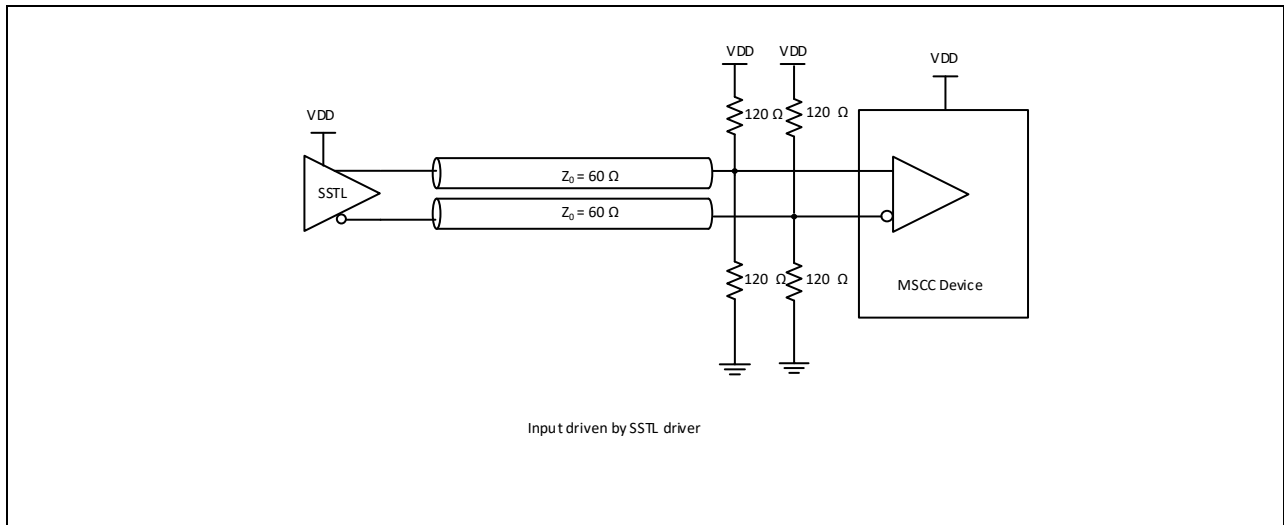 VDD VDD
VDD
120 Ω 120 Ω
VDD
SSTL
Z₀ = 60 Ω
Z₀ = 60 Ω
120 Ω 120 Ω
MSCC Device
Input driven by SSTL driver